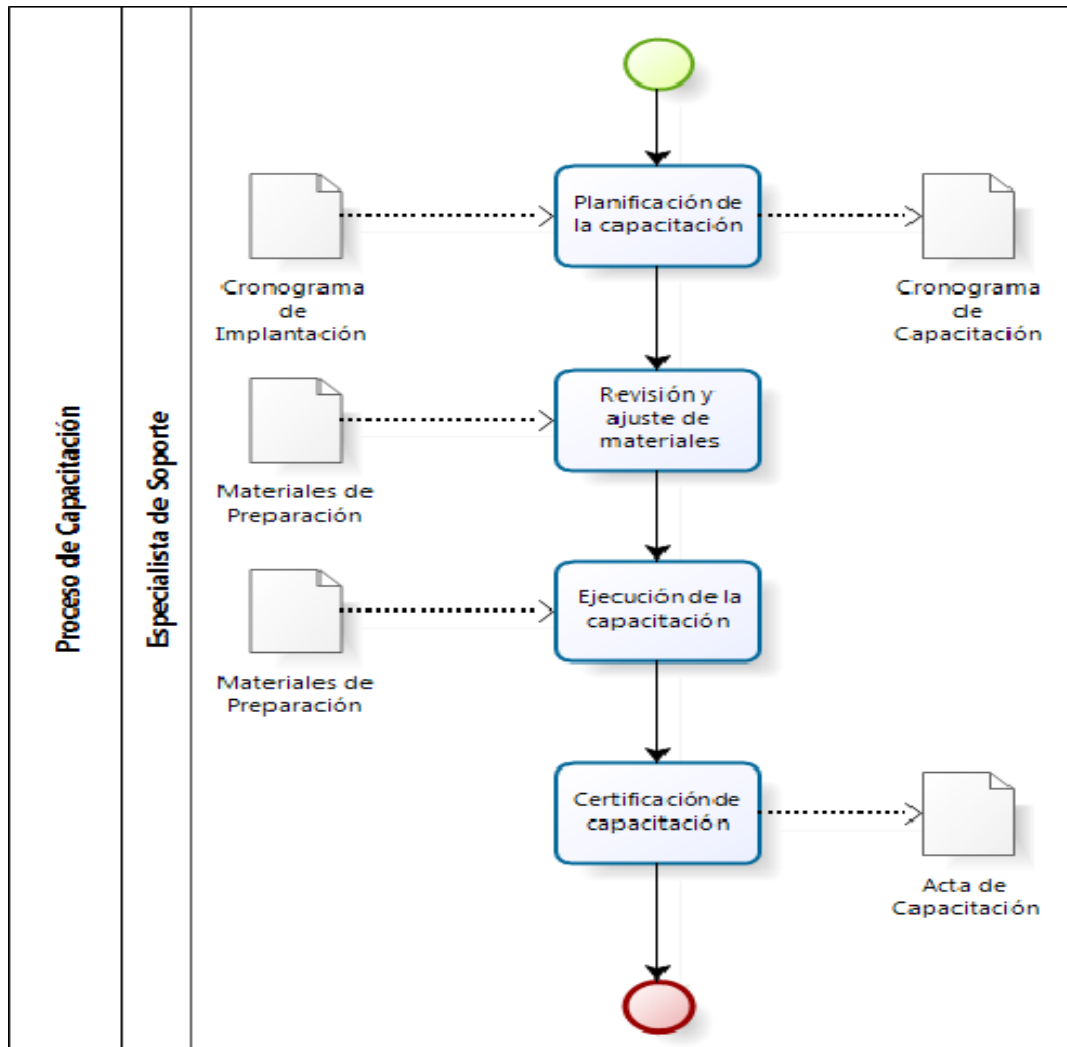 Proceso de Capacitación
Especialista de Soporte
Planificación de
la capacitación
Cronograma
de
Implantación
Cronograma
de
Capacitación
Revisión y
ajuste de
materiales
Materiales de
Preparación
Ejecución de la
capacitación
Materiales de
Preparación
Certificación de
capacitación
Acta de
Capacitación